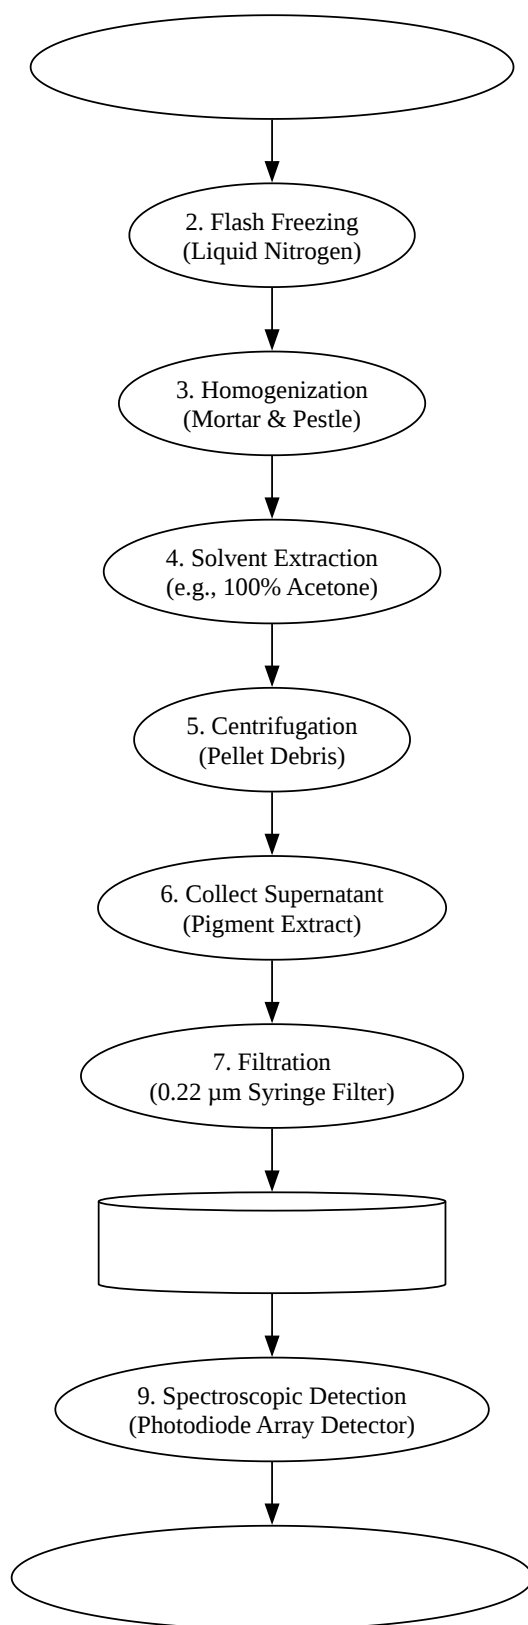 2. Flash Freezing
(Liquid Nitrogen)
3. Homogenization
(Mortar & Pestle)
4. Solvent Extraction
(e.g., 100% Acetone)
5. Centrifugation
(Pellet Debris)
6. Collect Supernatant
(Pigment Extract)
7. Filtration
(0.22 µm Syringe Filter)
9. Spectroscopic Detection
(Photodiode Array Detector)